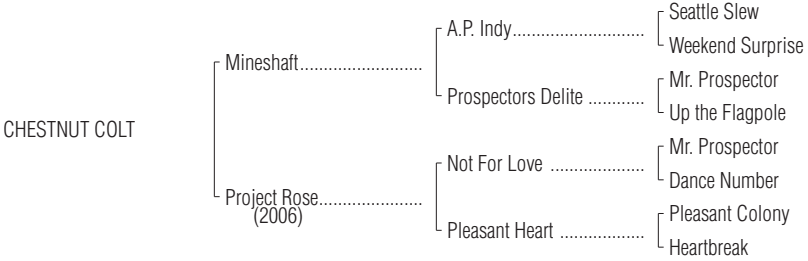 Seattle Slew
A.P. Indy............................
Weekend Surprise
Mineshaft..........................
Mr. Prospector
Prospectors Delite ............
Up the Flagpole
CHESTNUT COLT
Mr. Prospector
Not For Love ....................
Dance Number
Project Rose......................
(2006)
Pleasant Colony
Pleasant Heart ..................
Heartbreak